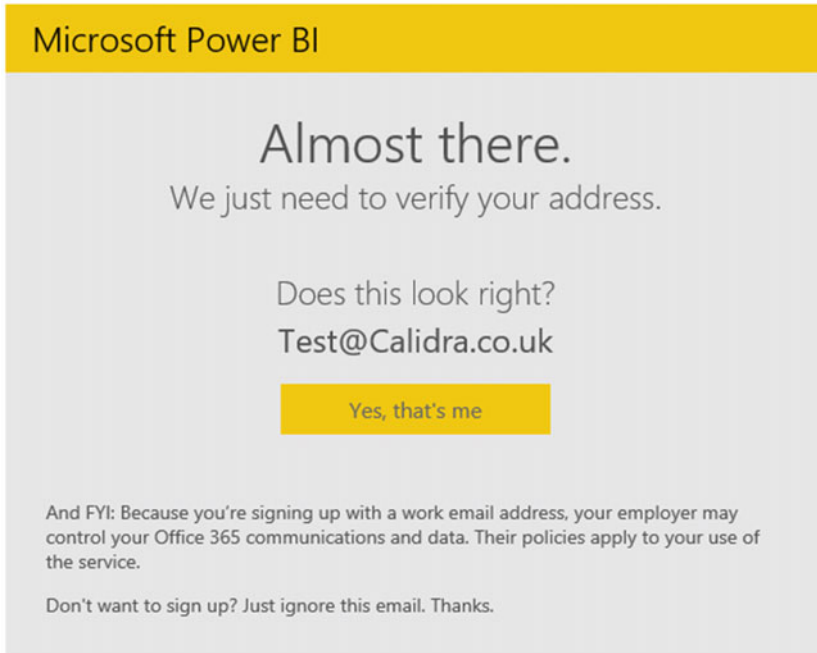 Microsoft Power BI
Almost there.
We just need to verify your address.
Does this look right?
Test@Calidra.co.uk
Yes, that's me
And FYI: Because you're signing up with a work email address, your employer may
control your Office 365 communications and data. Their policies apply to your use of
the service.
Don't want to sign up? Just ignore this email. Thanks.